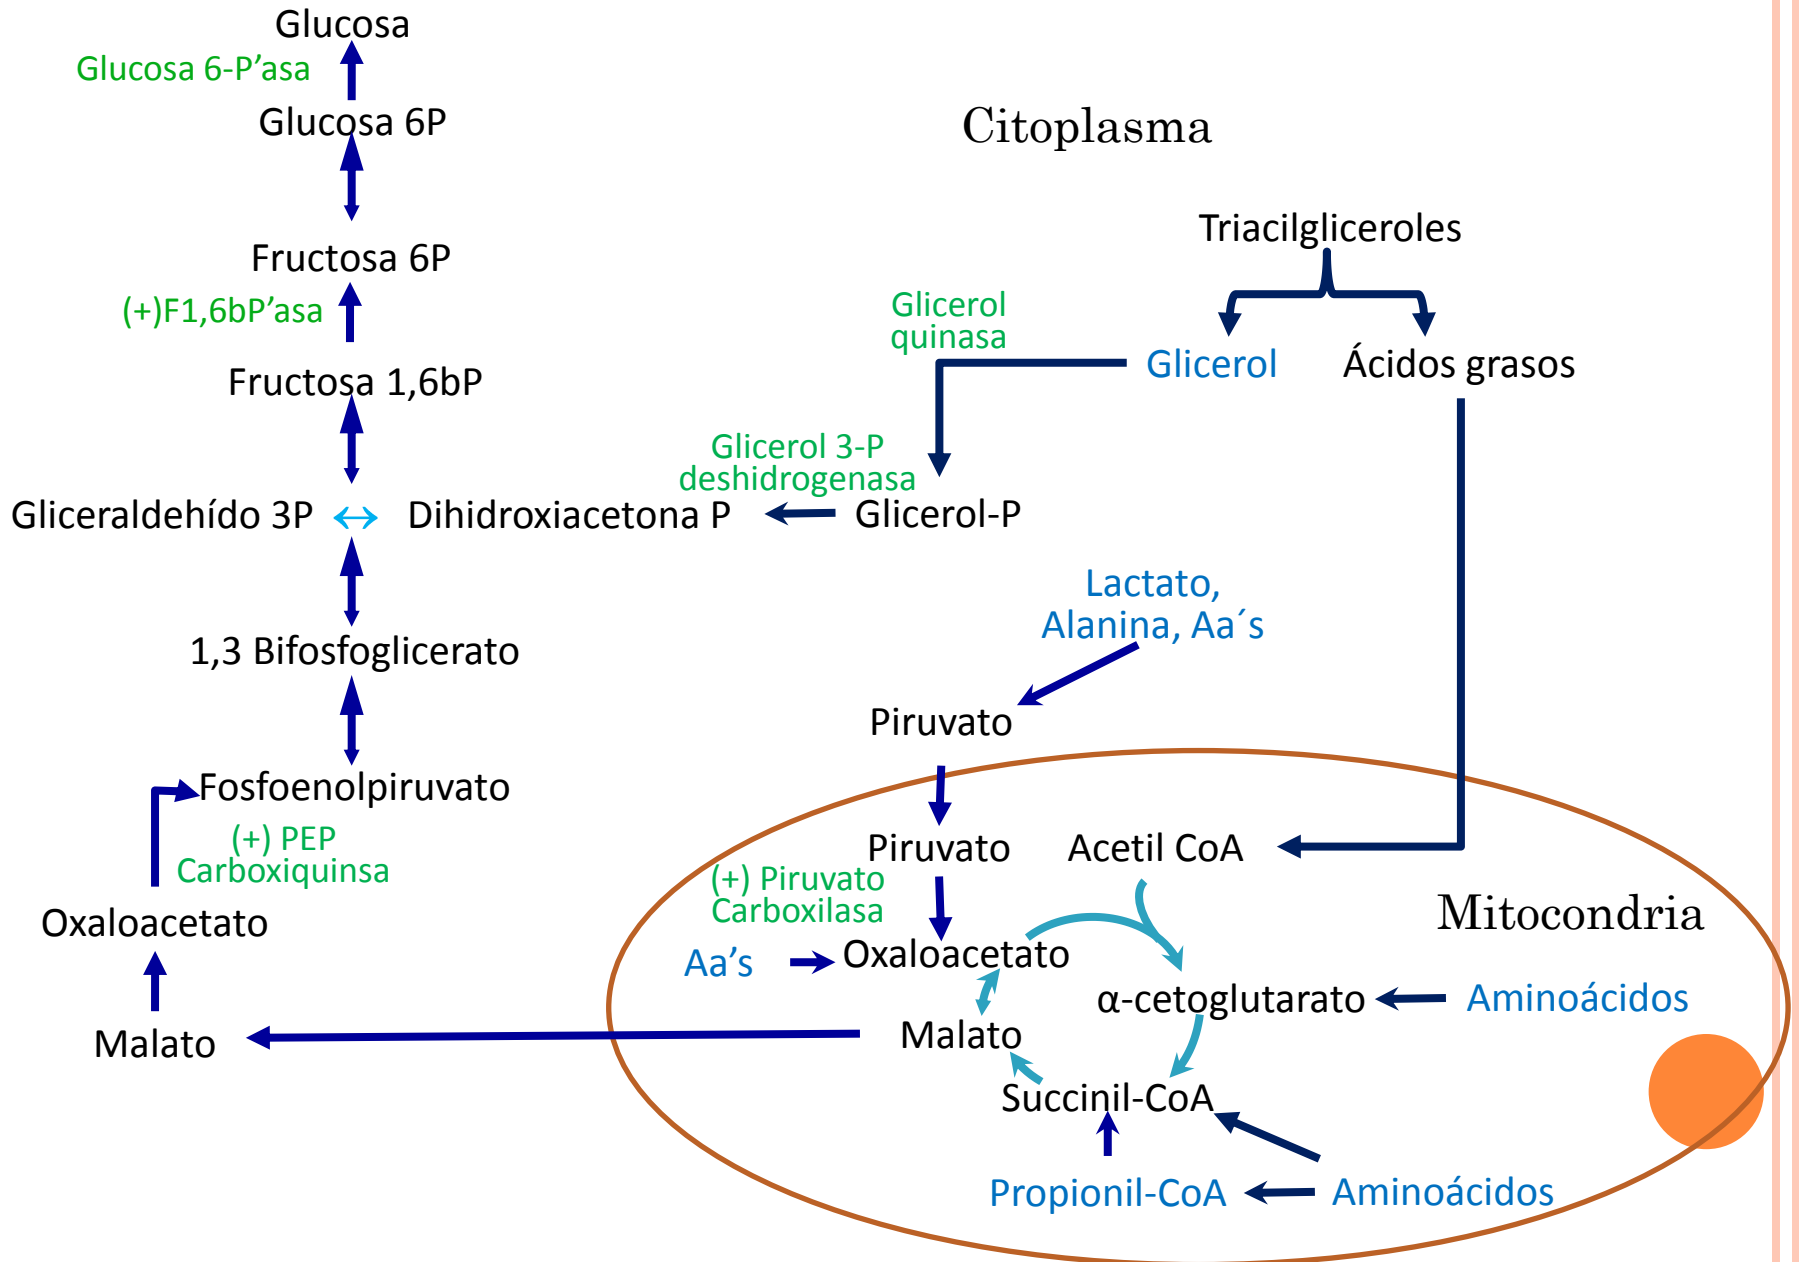 Glucosa
Glucosa 6-P’asa
Glucosa 6P
Citoplasma
Fructosa 6P
(+)F1,6bP’asa
Fructosa 1,6bP
Triacilgliceroles
Glicerol
quinasa
Glicerol
Ácidos grasos
Glicerol 3-P
deshidrogenasa
Gliceraldehído 3P
Dihidroxiacetona P
Glicerol-P
Lactato,
Alanina, Aa´s
1,3 Bifosfoglicerato
Piruvato
Fosfoenolpiruvato
(+) PEP
Carboxiquinsa
Piruvato
Acetil CoA
(+) Piruvato
Carboxilasa
Mitocondria
Oxaloacetato
Aa’s
Oxaloacetato
α-cetoglutarato
Aminoácidos
Malato
Malato
Succinil-CoA
Propionil-CoA
Aminoácidos